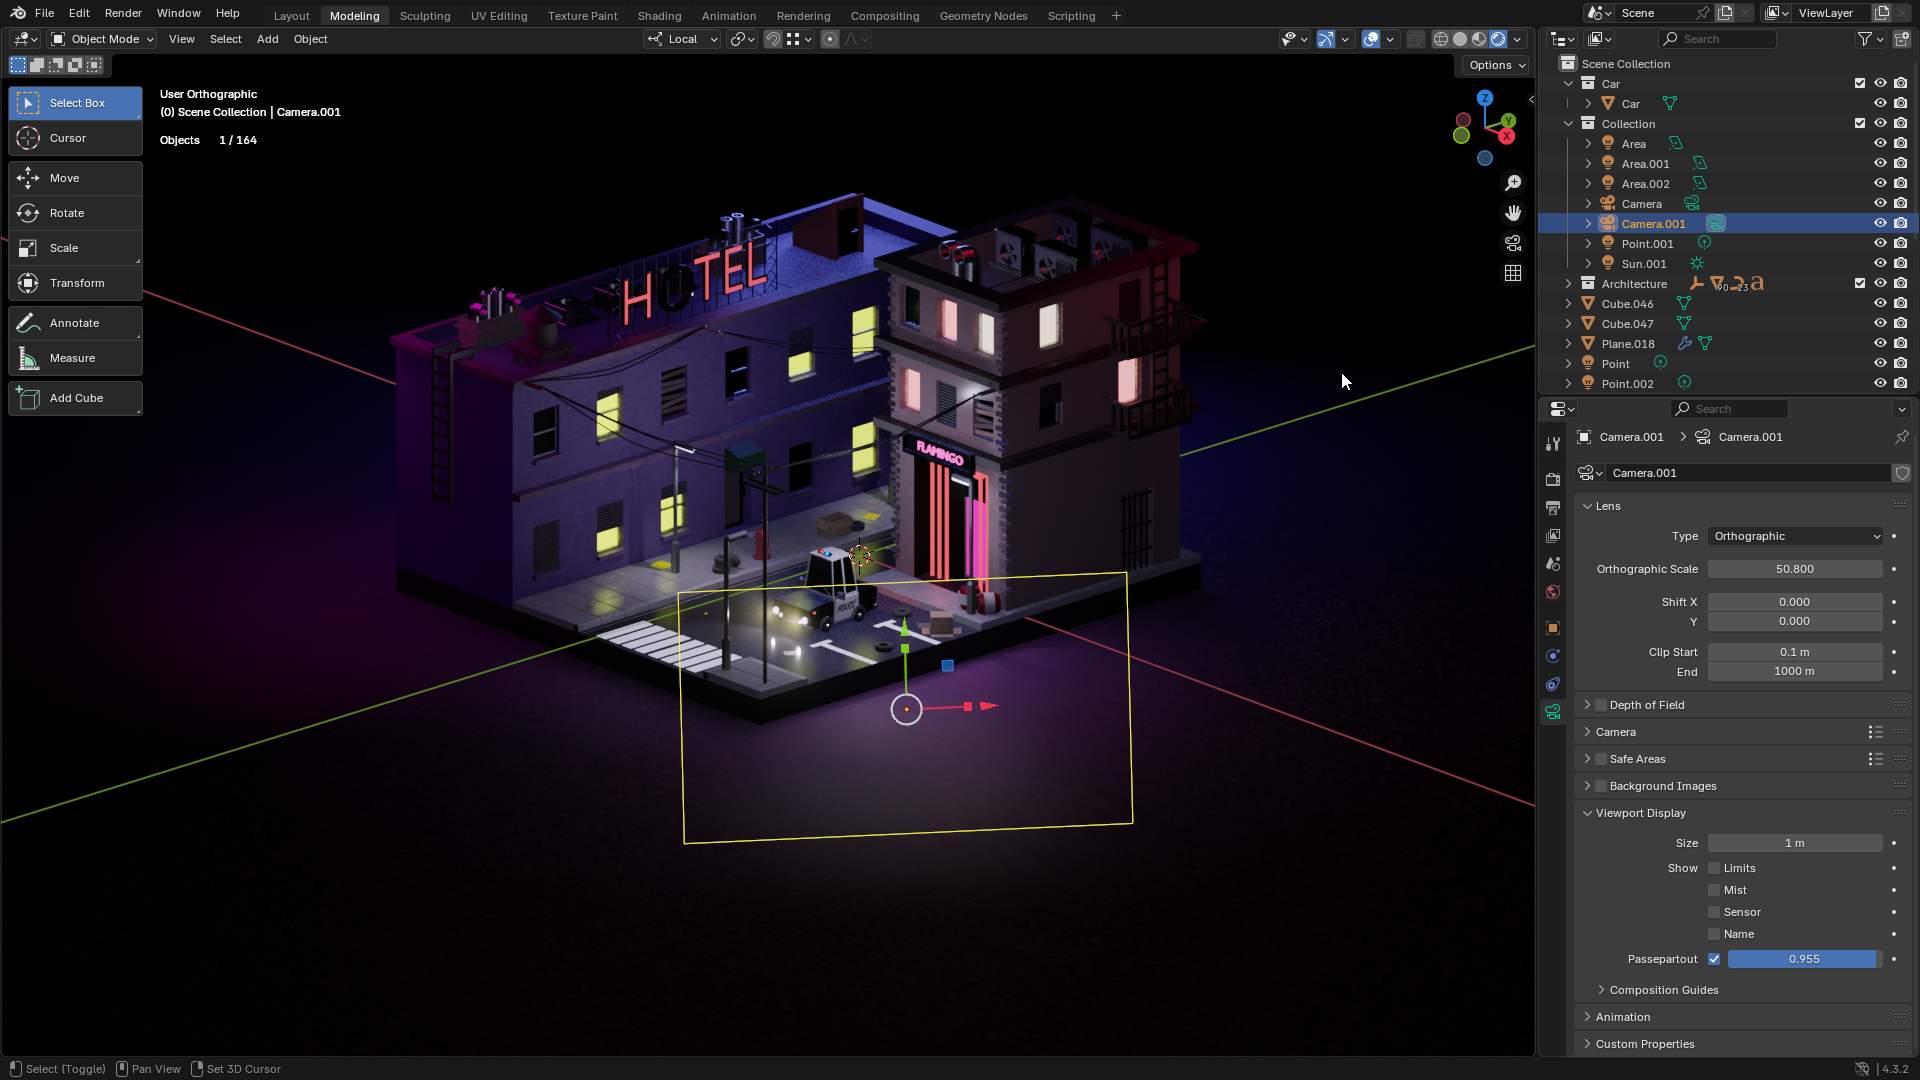 File Edit Render Window Help Layout Modeling Sculpting UV Editing Texture Paint Shading Animation Rendering Compositing Geometry Nodes Scripting + Scene ViewLayer
Object Mode View Select Add Object Local Search
Options
Select Box
Cursor
Move
Rotate
Scale
Transform
Annotate
Measure
Add Cube
User Orthographic
(0) Scene Collection | Camera.001
Objects 1 / 164
Z
Y
X
HOTEL
FLAMINGO
POLICE
Scene Collection
Car
Car
Collection
Area
Area.001
Area.002
Camera
Camera.001
Point.001
Sun.001
Architecture 90 23
Cube.046
Cube.047
Plane.018
Point
Point.002
Search
Camera.001 > Camera.001
Camera.001
Lens
Type Orthographic
Orthographic Scale 50.800
Shift X 0.000
Y 0.000
Clip Start 0.1 m
End 1000 m
Depth of Field
Camera
Safe Areas
Background Images
Viewport Display
Size 1 m
Show Limits
Mist
Sensor
Name
Passepartout 0.955
Composition Guides
Animation
Custom Properties
Select (Toggle) Pan View Set 3D Cursor 4.3.2